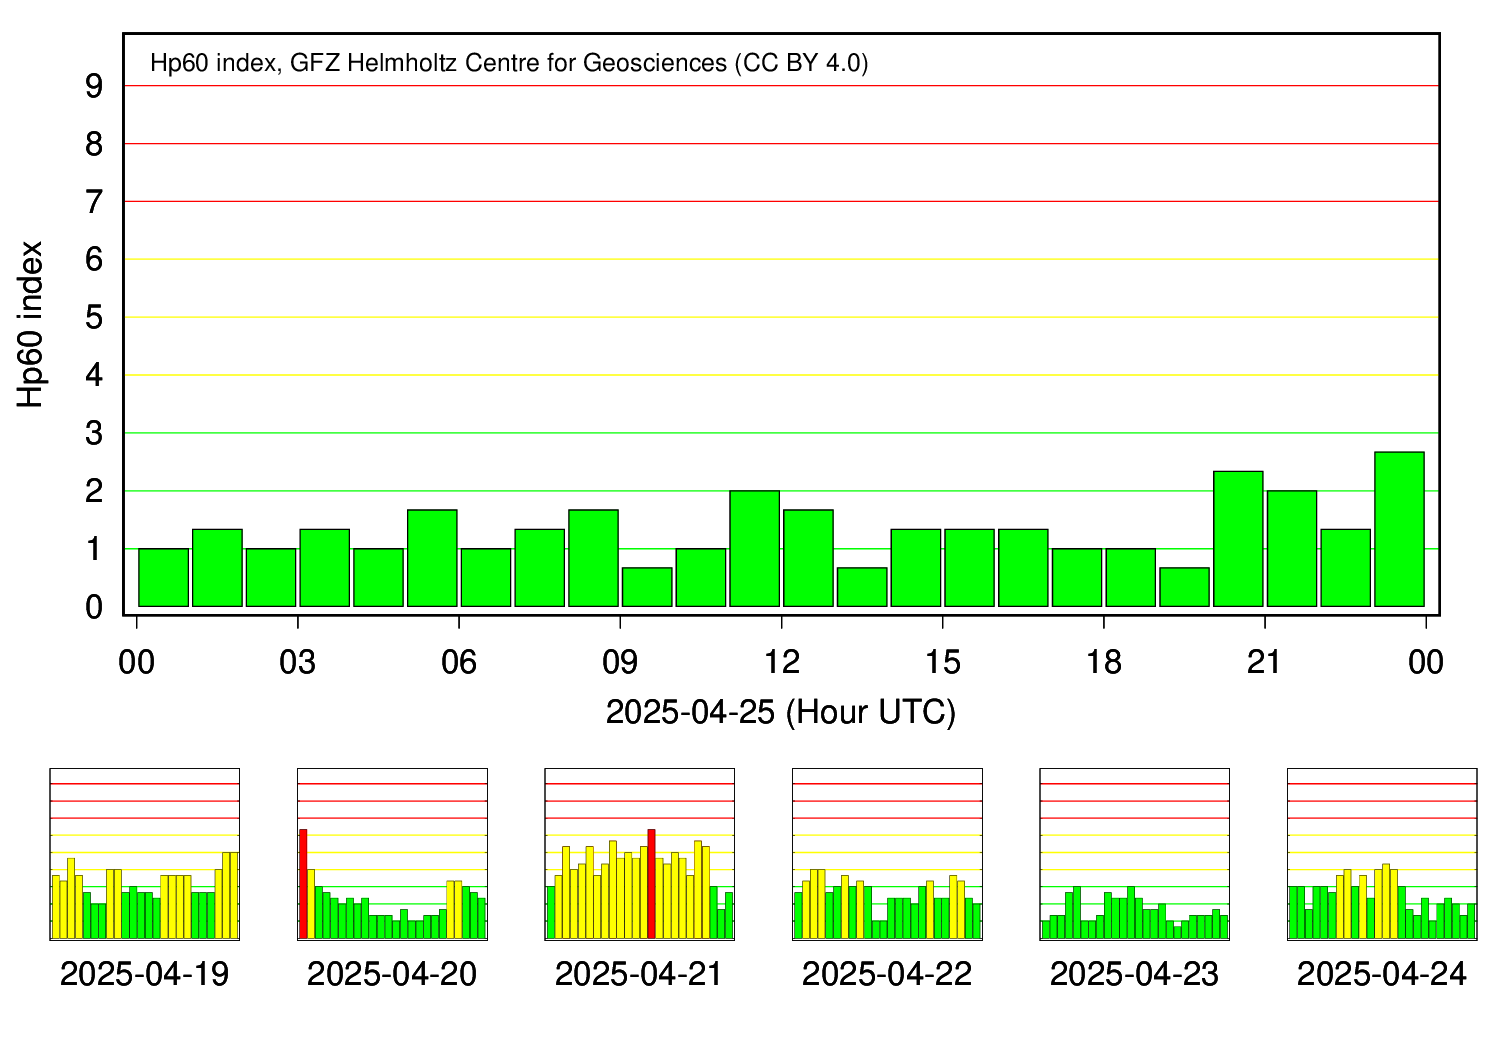 Hp60 index, GFZ Helmholtz Centre for Geosciences (CC BY 4.0)
9
8
7
6
5
4
3
2
1
0
Hp60 index
00 03 06 09 12 15 18 21 00
2025-04-25 (Hour UTC)
2025-04-19 2025-04-20 2025-04-21 2025-04-22 2025-04-23 2025-04-24